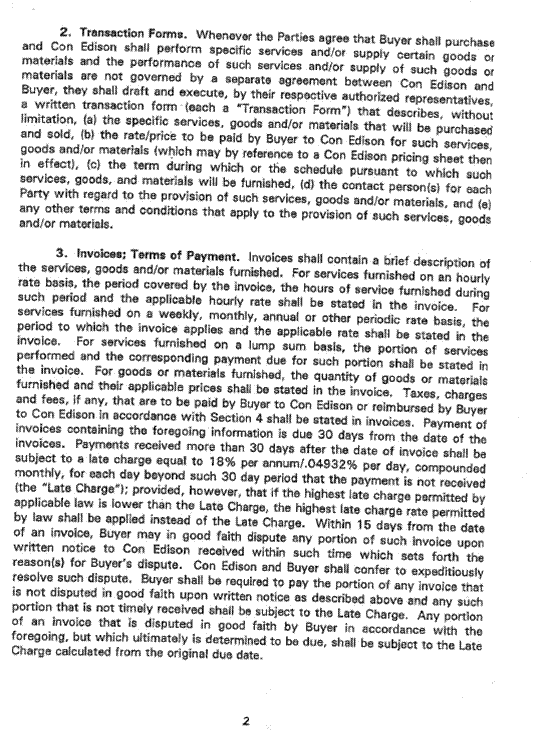 2. Transaction Forms. Whenever the Parties agree that Buyer shall purchase
and Con Edison shall perform specific services and/or supply certain goods or
materials and the performance of such services and/or supply of such goods or
materials are not governed by a separate agreement between Con Edison and
Buyer, they shall draft and execute, by their respective authorized representatives,
a written transaction form (each a "Transaction Form") that describes, without
limitation, (a) the specific services, goods and/or materials that will be purchased
and sold, (b) the rate/price to be paid by Buyer to Con Edison for such services,
goods and/or materials (which may by reference to a Con Edison pricing sheet then
in effect), (c) the term during which or the schedule pursuant to which such
services, goods, and materials will be furnished, (d) the contact person(s) for each
Party with regard to the provision of such services, goods and/or materials, and (e)
any other terms and conditions that apply to the provision of such services, goods
and/or materials.
3. Invoices; Terms of Payment. Invoices shall contain a brief description of
the services, goods and/or materials furnished. For services furnished on an hourly
rate basis, the period covered by the invoice, the hours of service furnished during
such period and the applicable hourly rate shall be stated in the invoice. For
services furnished on a weekly, monthly, annual or other periodic rate basis, the
period to which the invoice applies and the applicable rate shall be stated in the
invoice. For services furnished on a lump sum basis, the portion of services
performed and the corresponding payment due for such portion shall be stated in
the invoice. For goods or materials furnished, the quantity of goods or materials
furnished and their applicable prices shall be stated in the invoice. Taxes, charges
and fees, if any, that are to be paid by Buyer to Con Edison or reimbursed by Buyer
to Con Edison in accordance with Section 4 shall be stated in invoices. Payment of
invoices containing the foregoing information is due 30 days from the date of the
invoices. Payments received more than 30 days after the date of invoice shall be
subject to a late charge equal to 18% per annum/.04932% per day, compounded
monthly, for each day beyond such 30 day period that the payment is not received
(the "Late Charge"); provided, however, that if the highest late charge permitted by
applicable law is lower than the Late Charge, the highest late charge rate permitted
by law shall be applied instead of the Late Charge. Within 15 days from the date
of an invoice, Buyer may in good faith dispute any portion of such invoice upon
written notice to Con Edison received within such time which sets forth the
reason(s) for Buyer's dispute. Con Edison and Buyer shall confer to expeditiously
resolve such dispute. Buyer shall be required to pay the portion of any invoice that
is not disputed in good faith upon written notice as described above and any such
portion that is not timely received shall be subject to the Late Charge. Any portion
of an invoice that is disputed in good faith by Buyer in accordance with the
foregoing, but which ultimately is determined to be due, shall be subject to the Late
Charge calculated from the original due date.
2